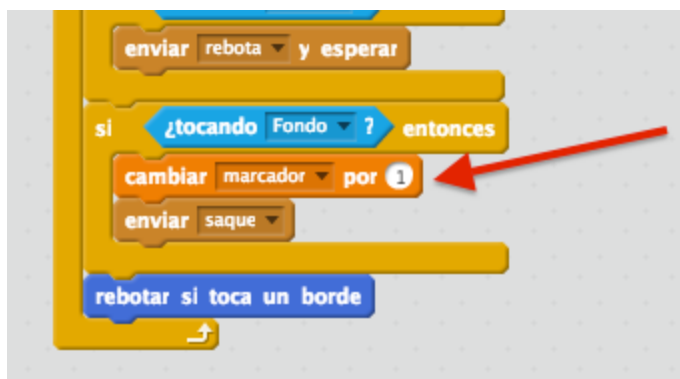 enviar rebota y esperar
si ¿tocando Fondo ? entonces
cambiar marcador por 1
enviar saque
rebotar si toca un borde